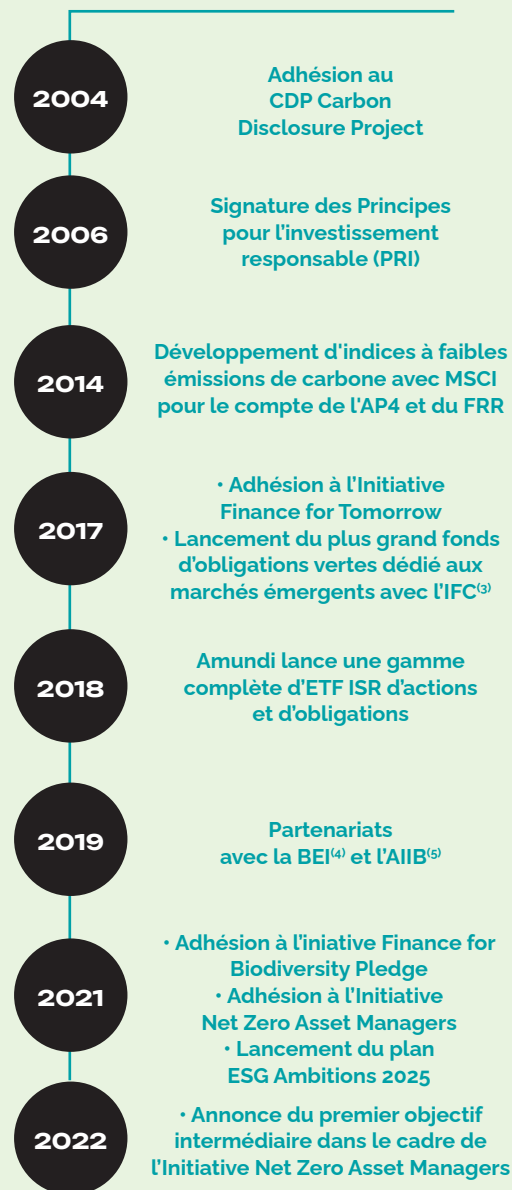 2004
Adhésion au
CDP Carbon
Disclosure Project
2006
Signature des Principes
pour l'investissement
responsable (PRI)
2014
Développement d'indices à faibles
émissions de carbone avec MSCI
pour le compte de l'AP4 et du FRR
2017
• Adhésion à l'Initiative
Finance for Tomorrow
• Lancement du plus grand fonds
d'obligations vertes dédié aux
marchés émergents avec l'IFC⁽³⁾
2018
Amundi lance une gamme
complète d'ETF ISR d'actions
et d'obligations
2019
Partenariats
avec la BEI⁽⁴⁾ et l'AIIB⁽⁵⁾
2021
• Adhésion à l'iniative Finance for
Biodiversity Pledge
• Adhésion à l'Initiative
Net Zero Asset Managers
• Lancement du plan
ESG Ambitions 2025
2022
• Annonce du premier objectif
intermédiaire dans le cadre de
l'Initiative Net Zero Asset Managers